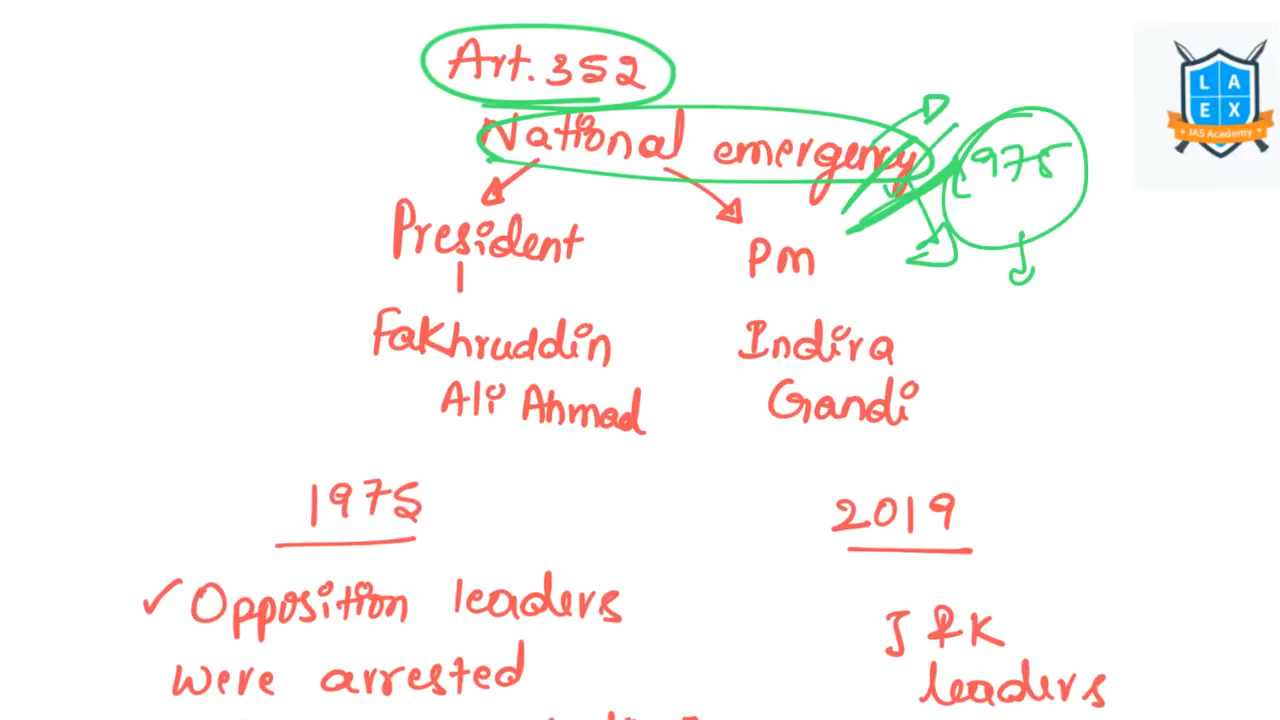 Art. 352
National emergency
1975
President
PM
Fakhruddin
Ali Ahmad
Indira
Gandi
1975
2019
✓ Opposition leaders
were arrested
J & K
leaders
L A
E X
IAS Academy